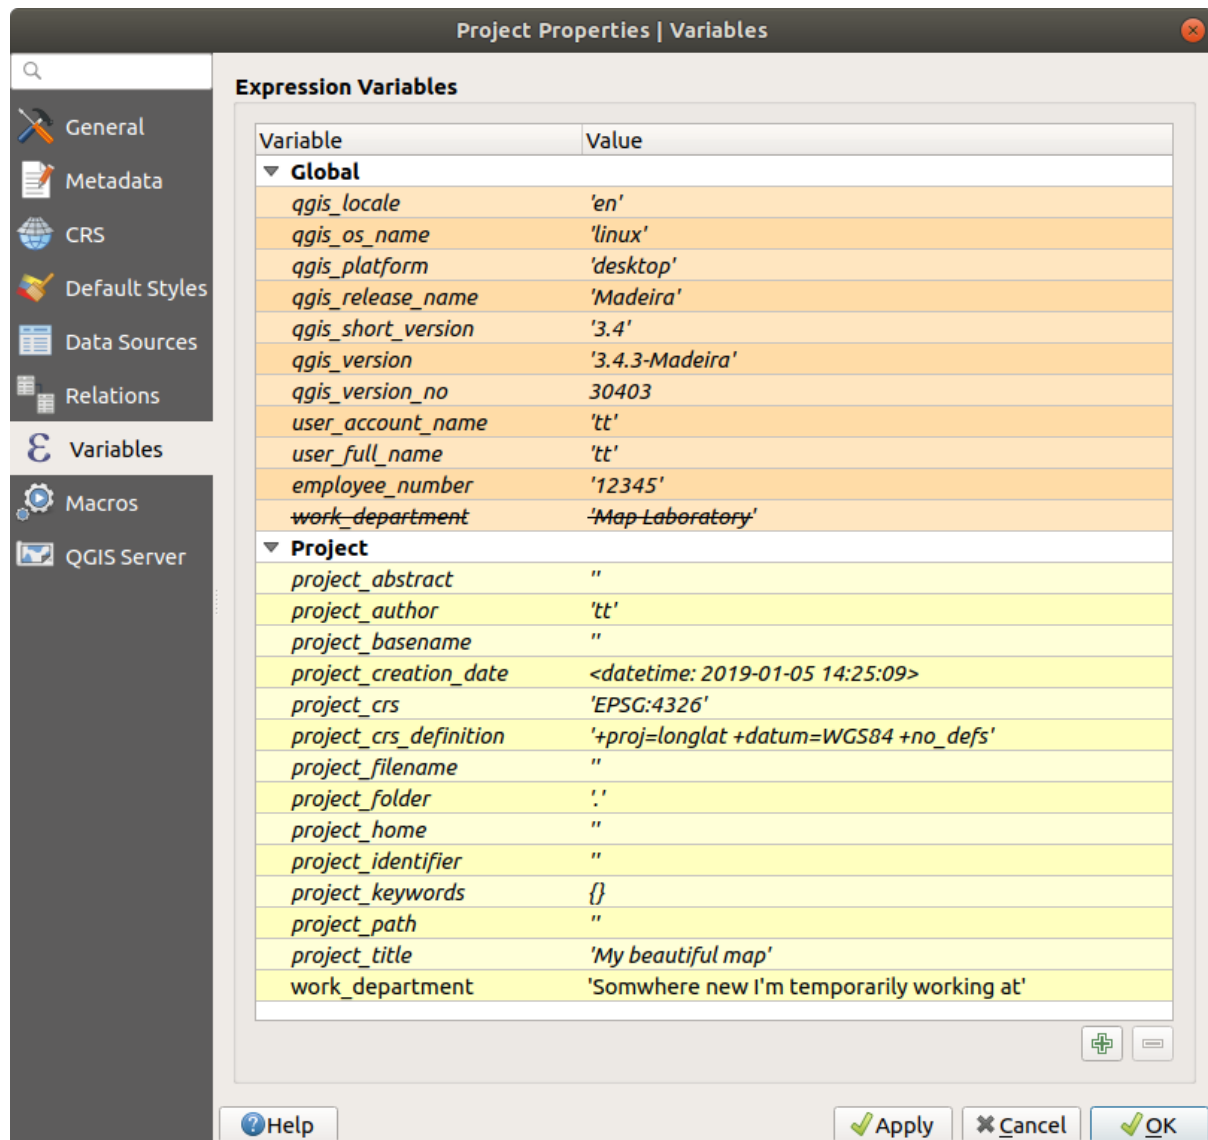 Project Properties | Variables
General
Metadata
CRS
Default Styles
Data Sources
Relations
Variables
Macros
QGIS Server
Expression Variables
Variable Value
Global
qgis_locale 'en'
qgis_os_name 'linux'
qgis_platform 'desktop'
qgis_release_name 'Madeira'
qgis_short_version '3.4'
qgis_version '3.4.3-Madeira'
qgis_version_no 30403
user_account_name 'tt'
user_full_name 'tt'
employee_number '12345'
work_department 'Map Laboratory'
Project
project_abstract ''
project_author 'tt'
project_basename ''
project_creation_date <datetime: 2019-01-05 14:25:09>
project_crs 'EPSG:4326'
project_crs_definition '+proj=longlat +datum=WGS84 +no_defs'
project_filename ''
project_folder '.'
project_home ''
project_identifier ''
project_keywords {}
project_path ''
project_title 'My beautiful map'
work_department 'Somwhere new I'm temporarily working at'
Help Apply Cancel OK